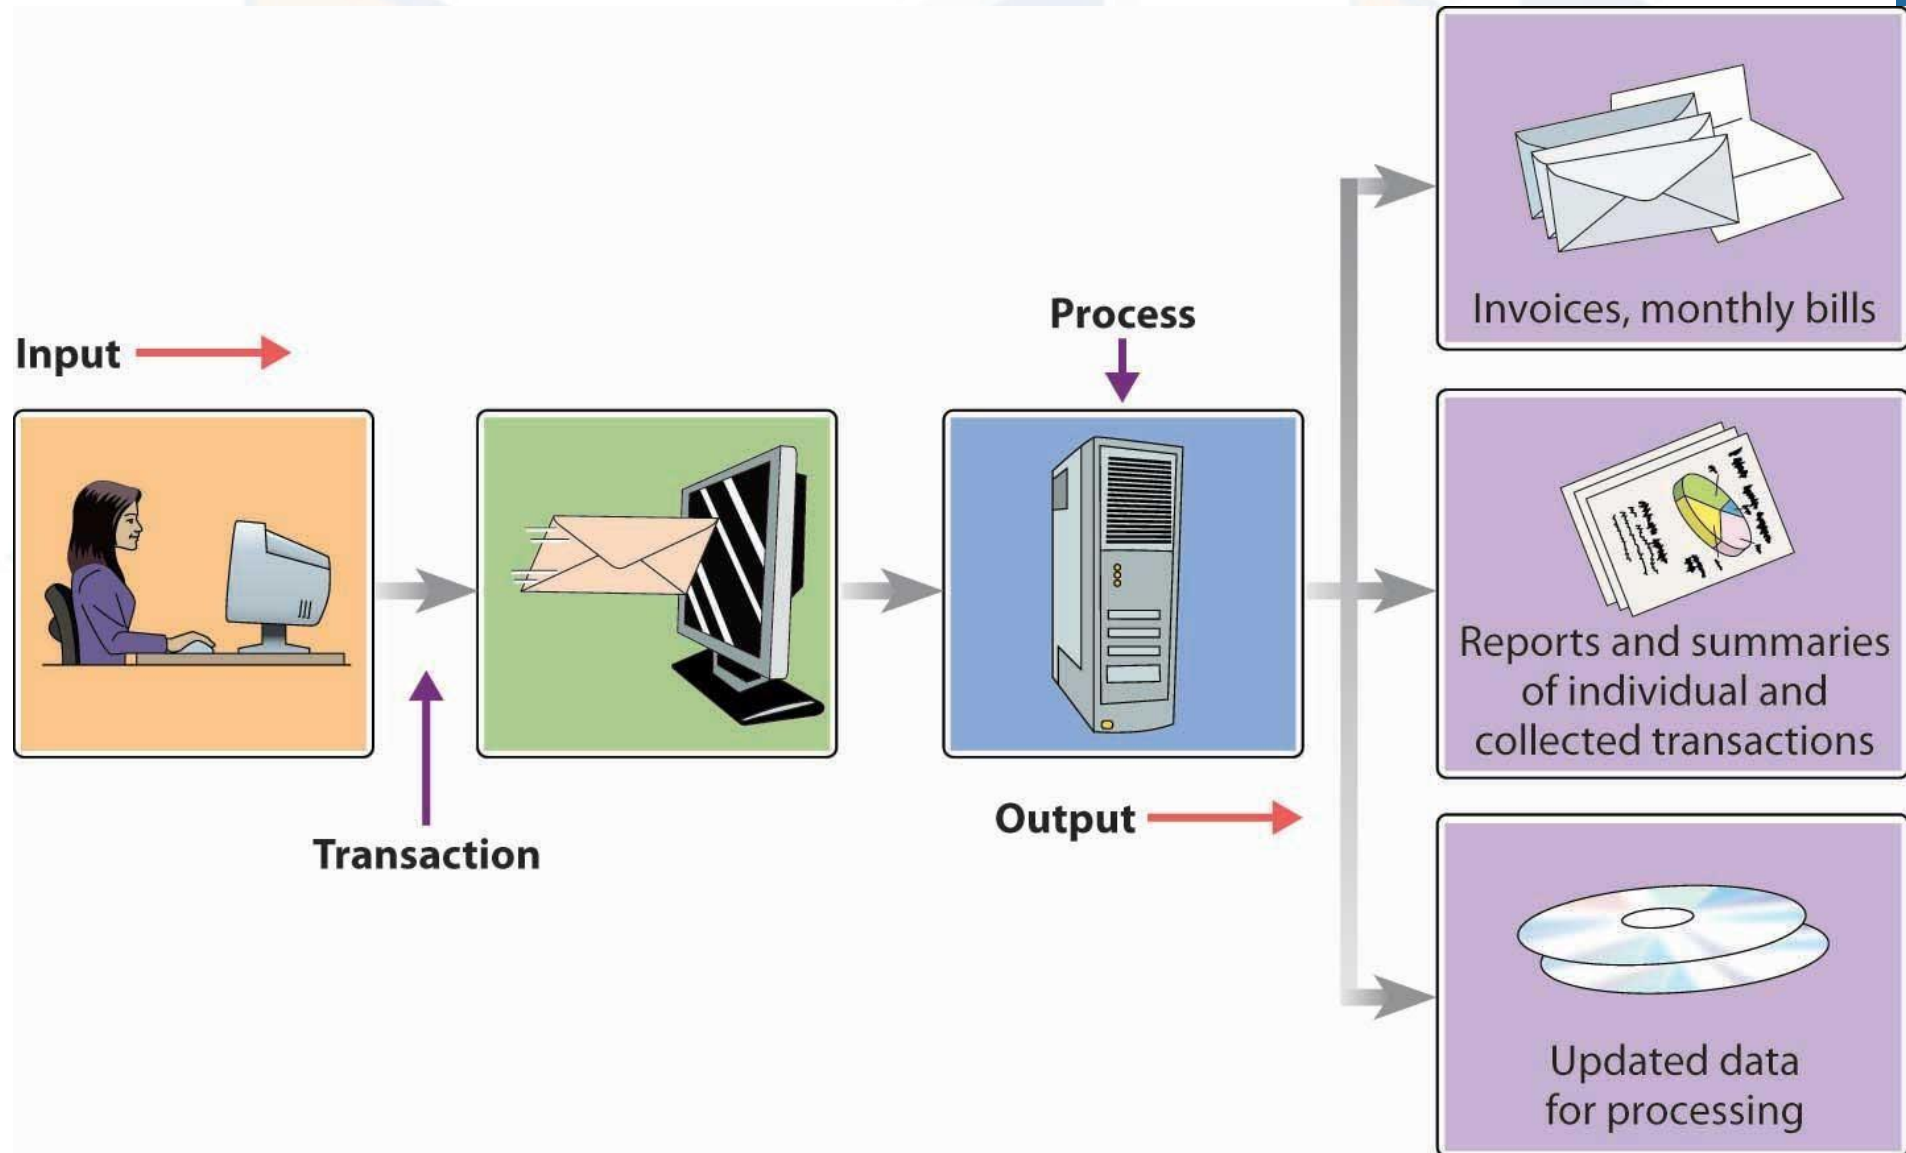 Input
Transaction
Process
Output
Invoices, monthly bills
Reports and summaries
of individual and
collected transactions
Updated data
for processing